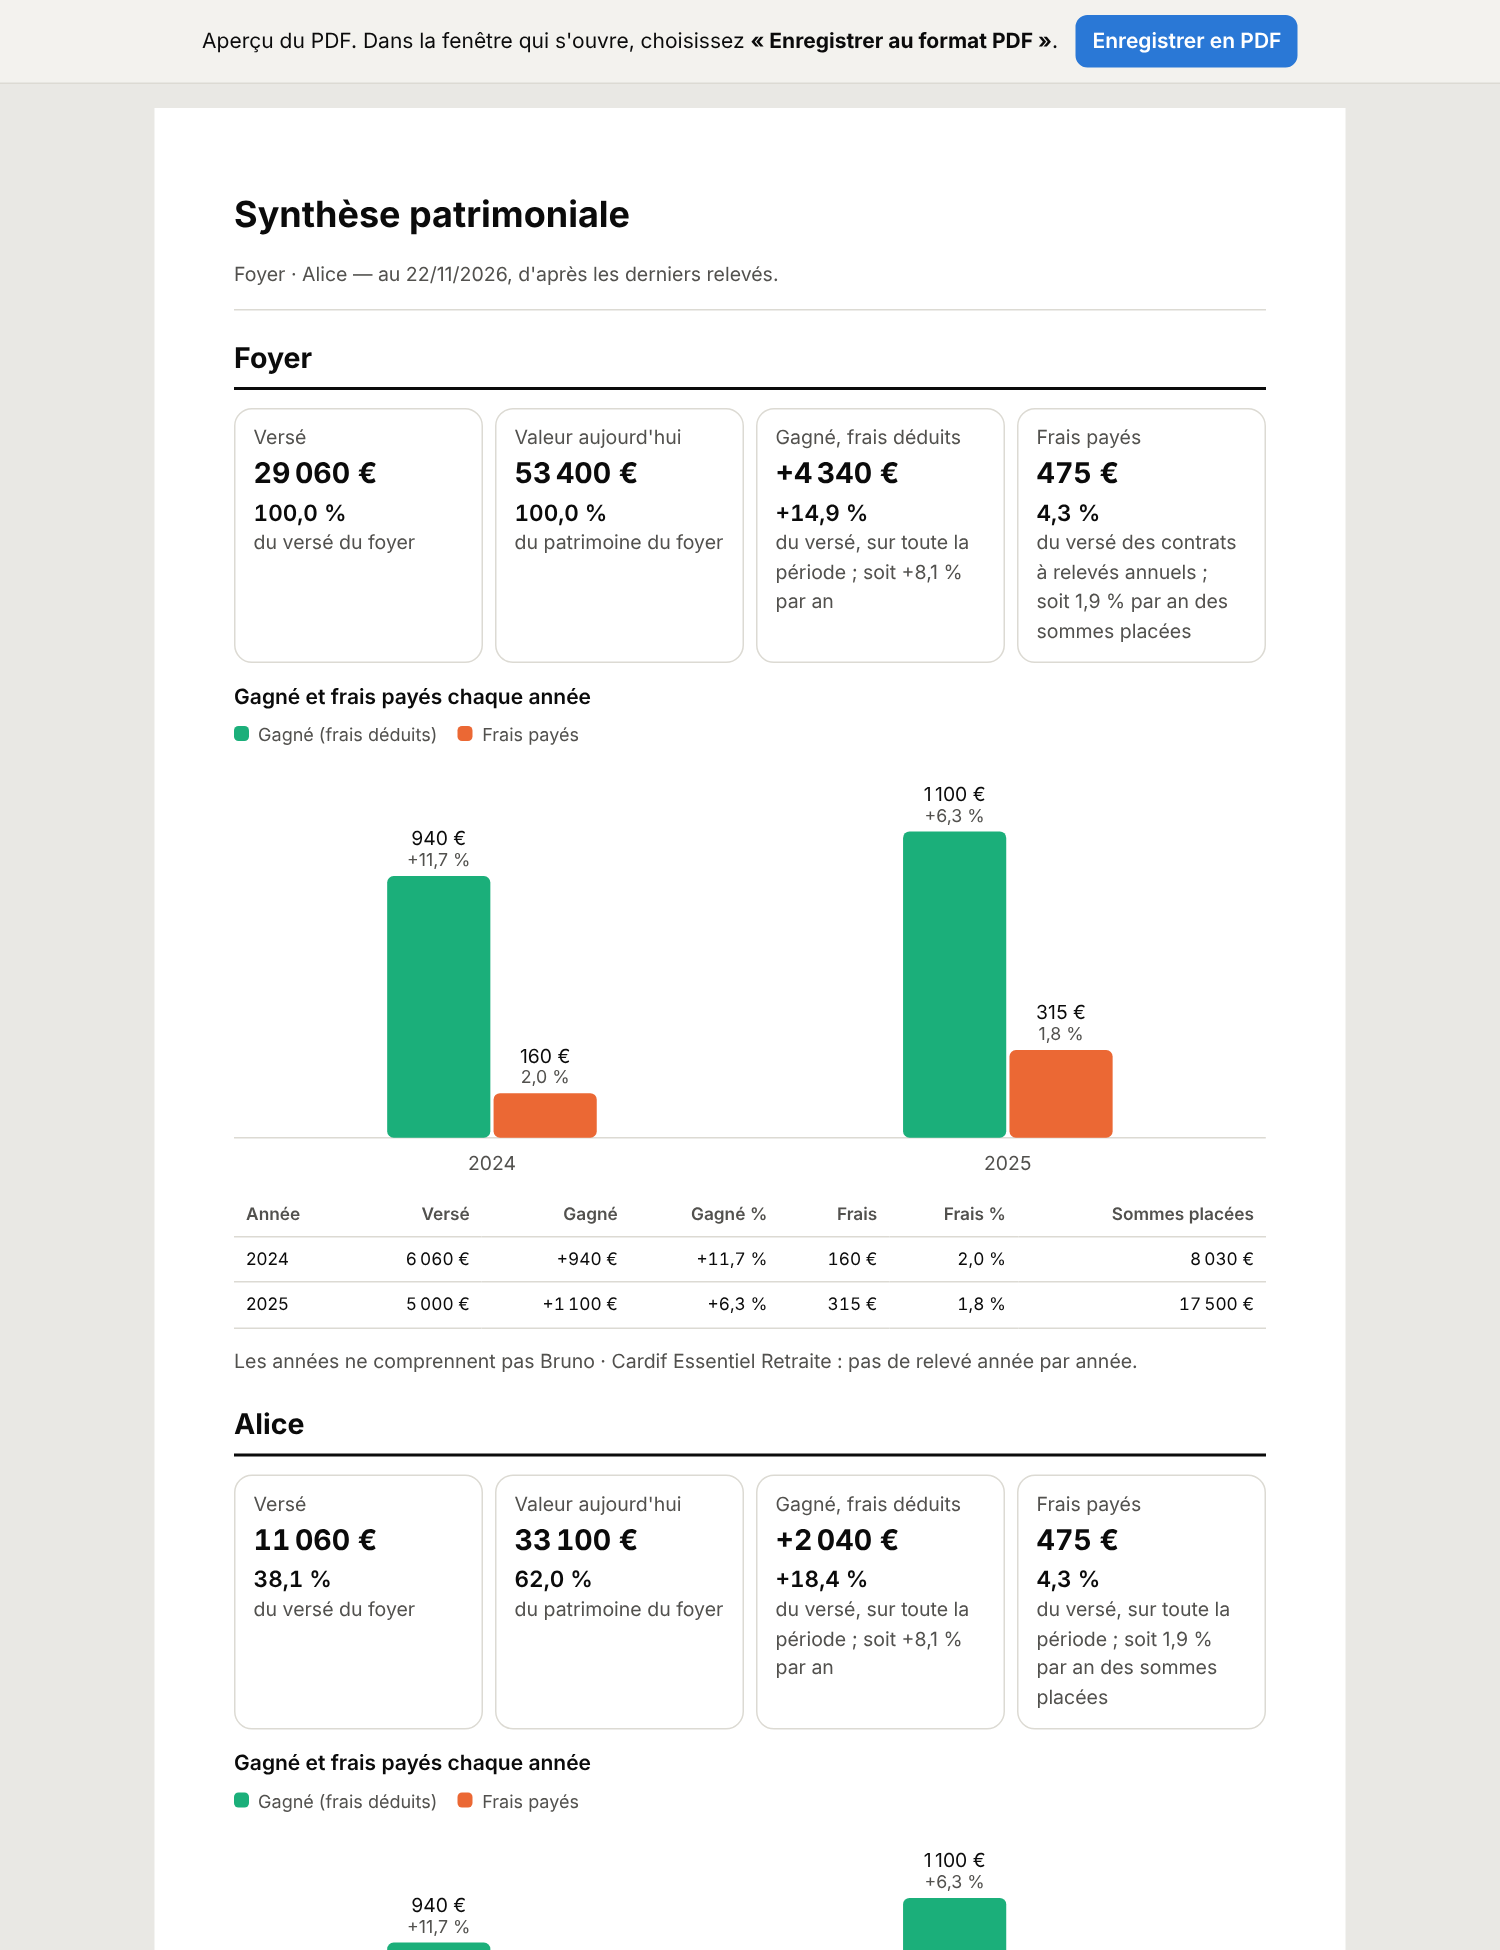 Aperçu du PDF. Dans la fenêtre qui s'ouvre, choisissez « Enregistrer au format PDF ». Enregistrer en PDF
Synthèse patrimoniale
Foyer · Alice — au 22/11/2026, d'après les derniers relevés.
Foyer
Versé
29 060 €
100,0 %
du versé du foyer
Valeur aujourd'hui
53 400 €
100,0 %
du patrimoine du foyer
Gagné, frais déduits
+4 340 €
+14,9 %
du versé, sur toute la
période ; soit +8,1 %
par an
Frais payés
475 €
4,3 %
du versé des contrats
à relevés annuels ;
soit 1,9 % par an des
sommes placées
Gagné et frais payés chaque année
Gagné (frais déduits) Frais payés
940 €
+11,7 %
160 €
2,0 %
1 100 €
+6,3 %
315 €
1,8 %
2024 2025
Année Versé Gagné Gagné % Frais Frais % Sommes placées
2024 6 060 € +940 € +11,7 % 160 € 2,0 % 8 030 €
2025 5 000 € +1 100 € +6,3 % 315 € 1,8 % 17 500 €
Les années ne comprennent pas Bruno · Cardif Essentiel Retraite : pas de relevé année par année.
Alice
Versé
11 060 €
38,1 %
du versé du foyer
Valeur aujourd'hui
33 100 €
62,0 %
du patrimoine du foyer
Gagné, frais déduits
+2 040 €
+18,4 %
du versé, sur toute la
période ; soit +8,1 %
par an
Frais payés
475 €
4,3 %
du versé, sur toute la
période ; soit 1,9 %
par an des sommes
placées
Gagné et frais payés chaque année
Gagné (frais déduits) Frais payés
940 €
+11,7 %
1 100 €
+6,3 %